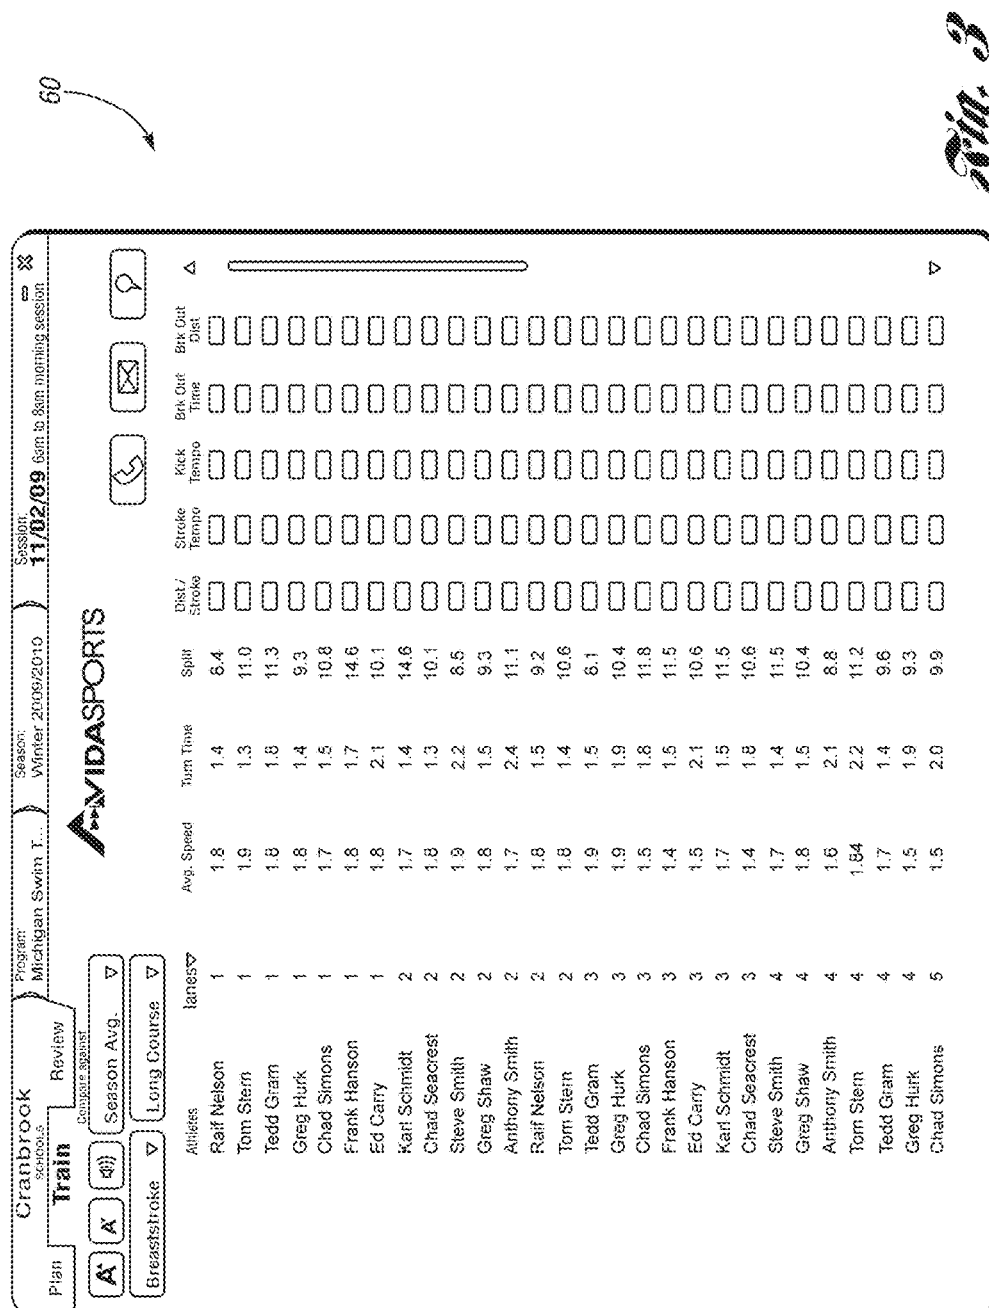 60
Cranbrook
SCHOOLS
Program:
Michigan Swim T...
Season:
Winter 2009/2010
Session:
11/02/09 6am to 8am morning session
Plan Train Review
Compare against
A A Season Avg.
Breaststroke Long Course
VIDASPORTS
Athletes lanes Avg. Speed Turn Time Split Dist./ Stroke Stroke Tempo Kick Tempo Brk Out Time Brk Out Dist
Ralf Nelson 1 1.8 1.4 8.4
Tom Stern 1 1.9 1.3 11.0
Tedd Gram 1 1.8 1.8 11.3
Greg Hurk 1 1.8 1.4 9.3
Chad Simons 1 1.7 1.5 10.8
Frank Hanson 1 1.8 1.7 14.6
Ed Carry 1 1.8 2.1 10.1
Karl Schmidt 2 1.7 1.4 14.6
Chad Seacrest 2 1.8 1.3 10.1
Steve Smith 2 1.9 2.2 8.5
Greg Shaw 2 1.8 1.5 9.3
Anthony Smith 2 1.7 2.4 11.1
Ralf Nelson 2 1.8 1.5 9.2
Tom Stern 2 1.8 1.4 10.6
Tedd Gram 3 1.9 1.5 8.1
Greg Hurk 3 1.9 1.9 10.4
Chad Simons 3 1.5 1.8 11.8
Frank Hanson 3 1.4 1.5 11.5
Ed Carry 3 1.5 2.1 10.6
Karl Schmidt 3 1.7 1.5 11.5
Chad Seacrest 3 1.4 1.8 10.6
Steve Smith 4 1.7 1.4 11.5
Greg Shaw 4 1.8 1.5 10.4
Anthony Smith 4 1.6 2.1 8.8
Tom Stern 4 1.84 2.2 11.2
Tedd Gram 4 1.7 1.4 9.6
Greg Hurk 4 1.5 1.9 9.3
Chad Simons 5 1.5 2.0 9.9
Fig. 3